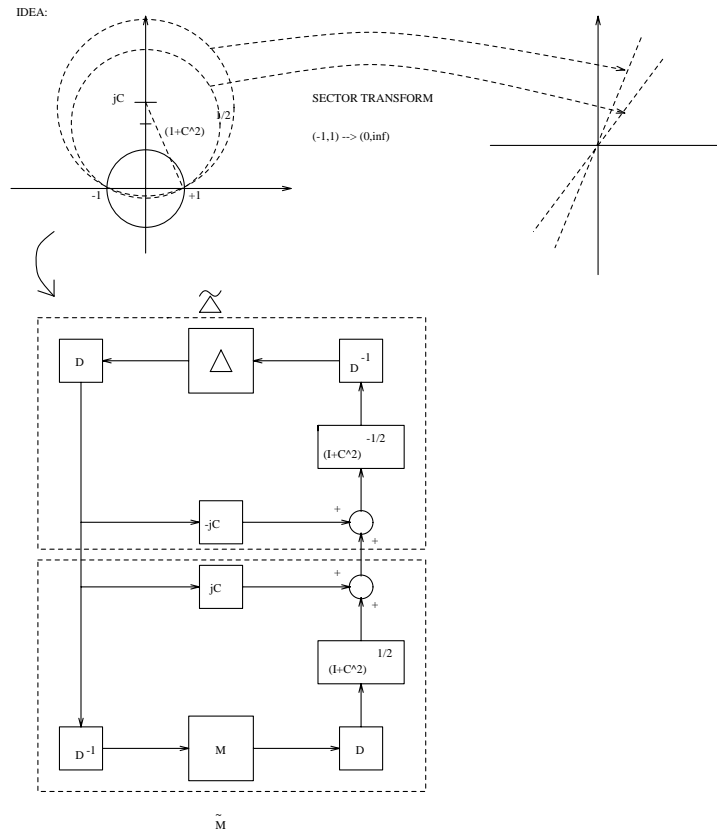 IDEA:
jC
1/2
(1+C^2)
-1
+1
SECTOR TRANSFORM
(-1,1) --> (0,inf)
~
△
D
△
D -1
-1/2
(I+C^2)
+
-jC
+
+
jC
+
1/2
(I+C^2)
D -1
M
D
~
M